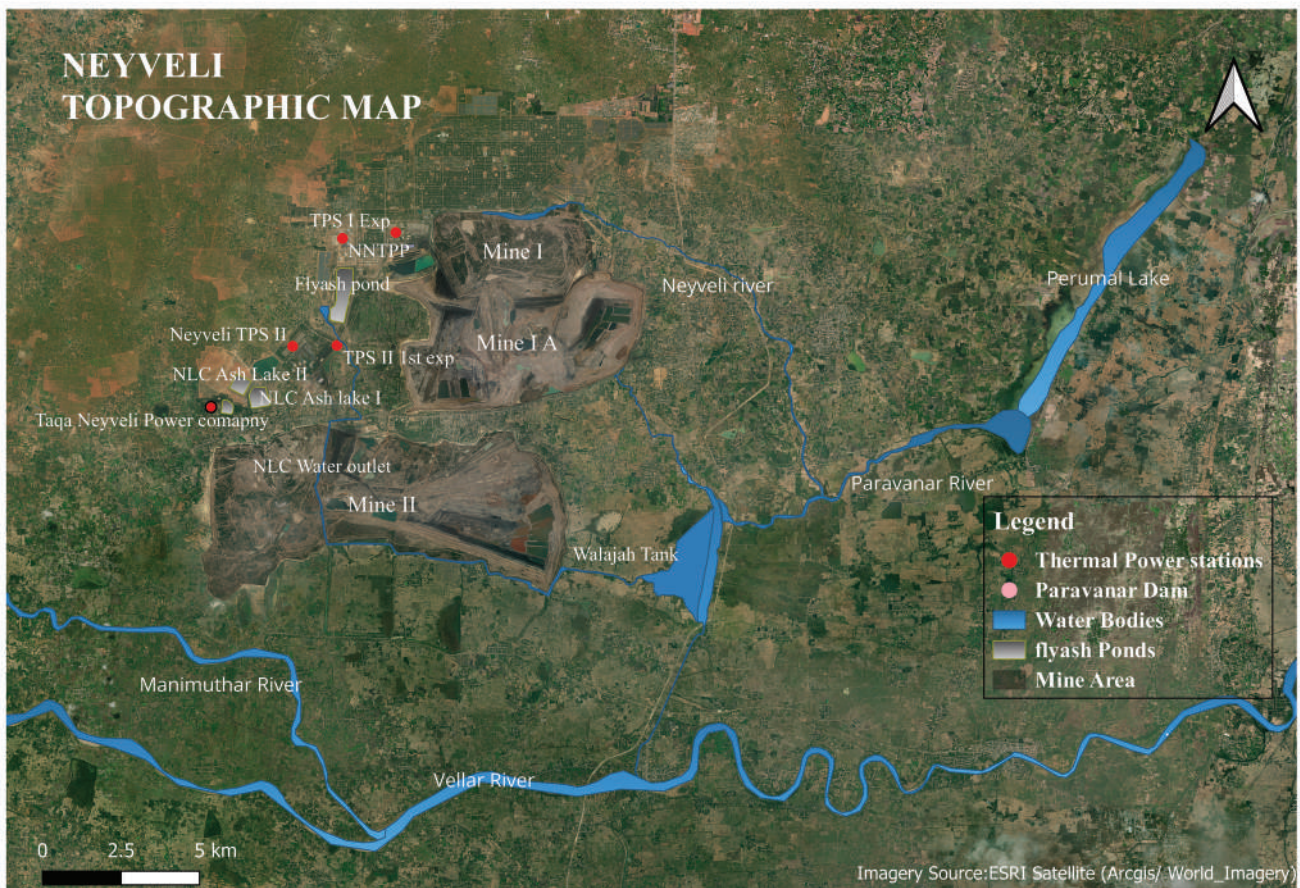 NEYVELI
TOPOGRAPHIC MAP
TPS I Exp
NNTPP
Mine I
Flyash pond
Neyveli river
Perumal Lake
Neyveli TPS II
TPS II 1st exp
Mine I A
NLC Ash Lake II
NLC Ash lake I
Taqa Neyveli Power comapny
NLC Water outlet
Mine II
Paravanar River
Walajah Tank
Legend
Thermal Power stations
Paravanar Dam
Water Bodies
flyash Ponds
Mine Area
Manimuthar River
Vellar River
0 2.5 5 km
Imagery Source:ESRI Satellite (Arcgis/ World_Imagery)